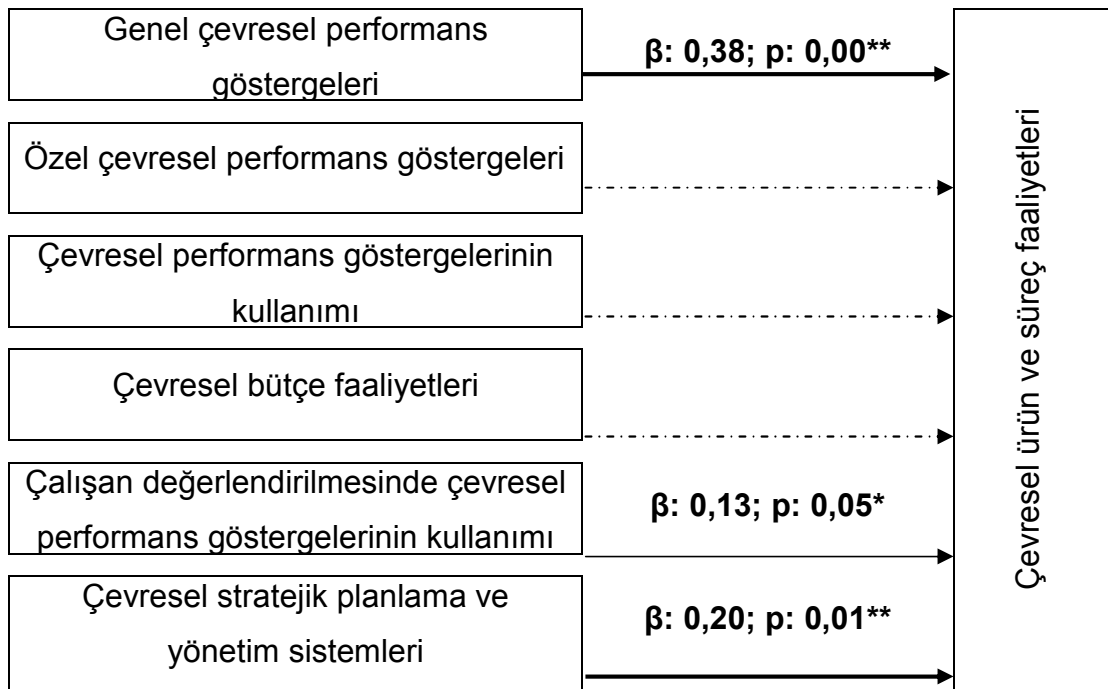 Genel çevresel performans
göstergeleri
β: 0,38; p: 0,00**
Özel çevresel performans göstergeleri
Çevresel performans göstergelerinin
kullanımı
Çevresel bütçe faaliyetleri
Çalışan değerlendirilmesinde çevresel
performans göstergelerinin kullanımı
β: 0,13; p: 0,05*
Çevresel stratejik planlama ve
yönetim sistemleri
β: 0,20; p: 0,01**
Çevresel ürün ve süreç faaliyetleri